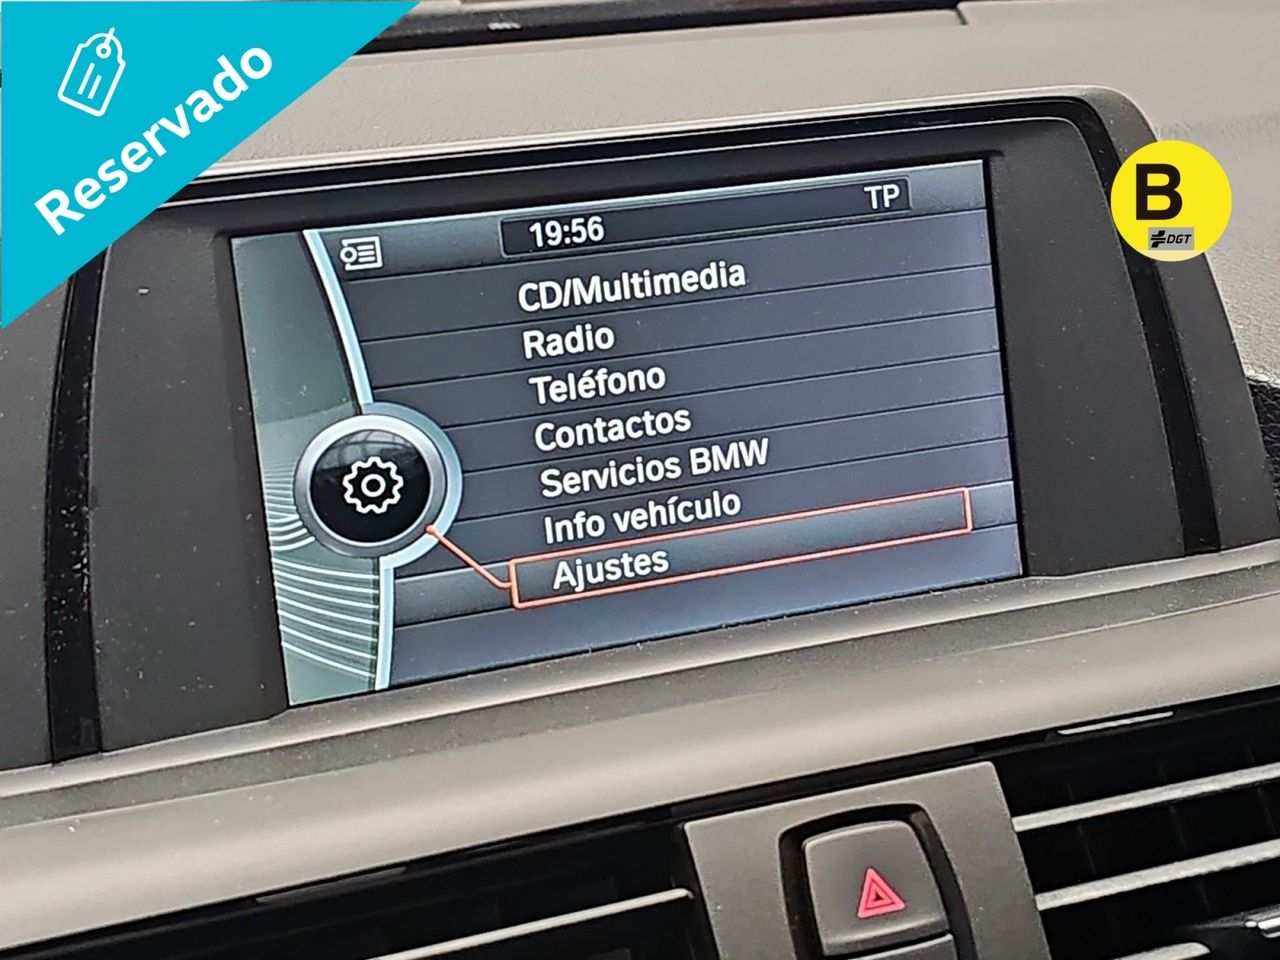 Reservado
B
DGT
19:56
TP
CD/Multimedia
Radio
Teléfono
Contactos
Servicios BMW
Info vehículo
Ajustes